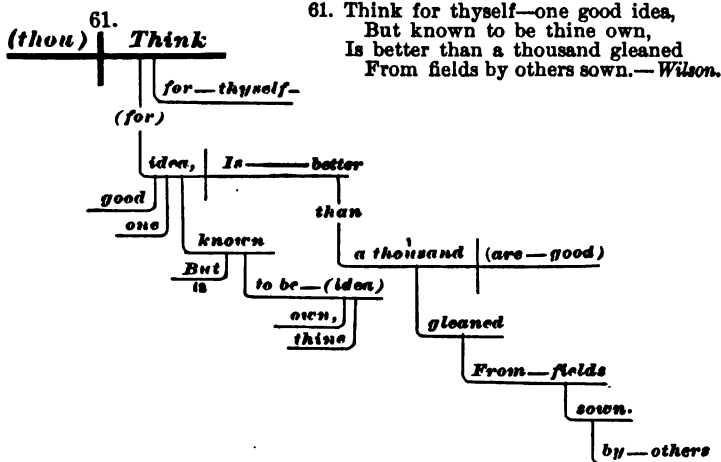 61. Think for thyself—one good idea,
But known to be thine own,
Is better than a thousand gleaned
From fields by others sown.—Wilson.
61.
(thou) Think
for—thyself—
(for)
idea, Is——better
good
one
than
known
But
is
a thousand (are—good)
to be—(idea)
own,
thine
gleaned
From—fields
sown.
by—others